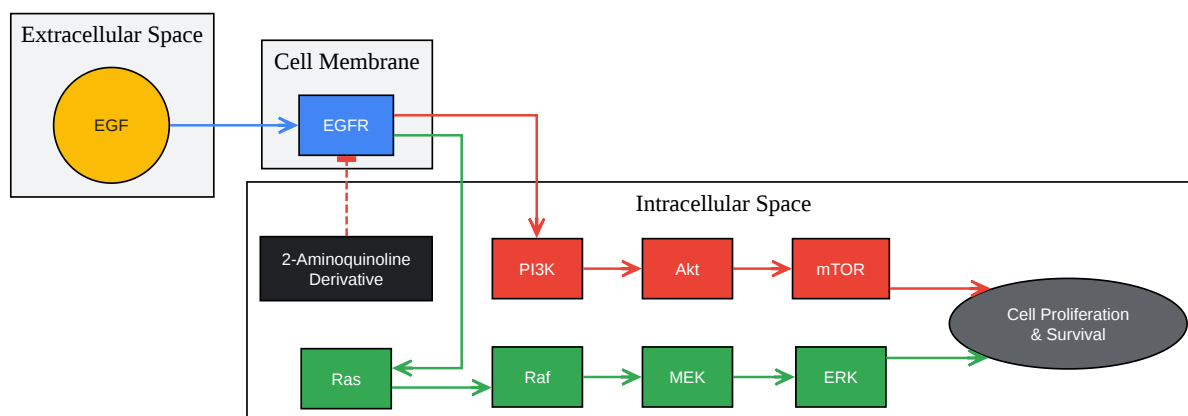 Extracellular Space
EGF
Cell Membrane
EGFR
Intracellular Space
2-Aminoquinoline
Derivative
PI3K
Akt
mTOR
Cell Proliferation
& Survival
Ras
Raf
MEK
ERK